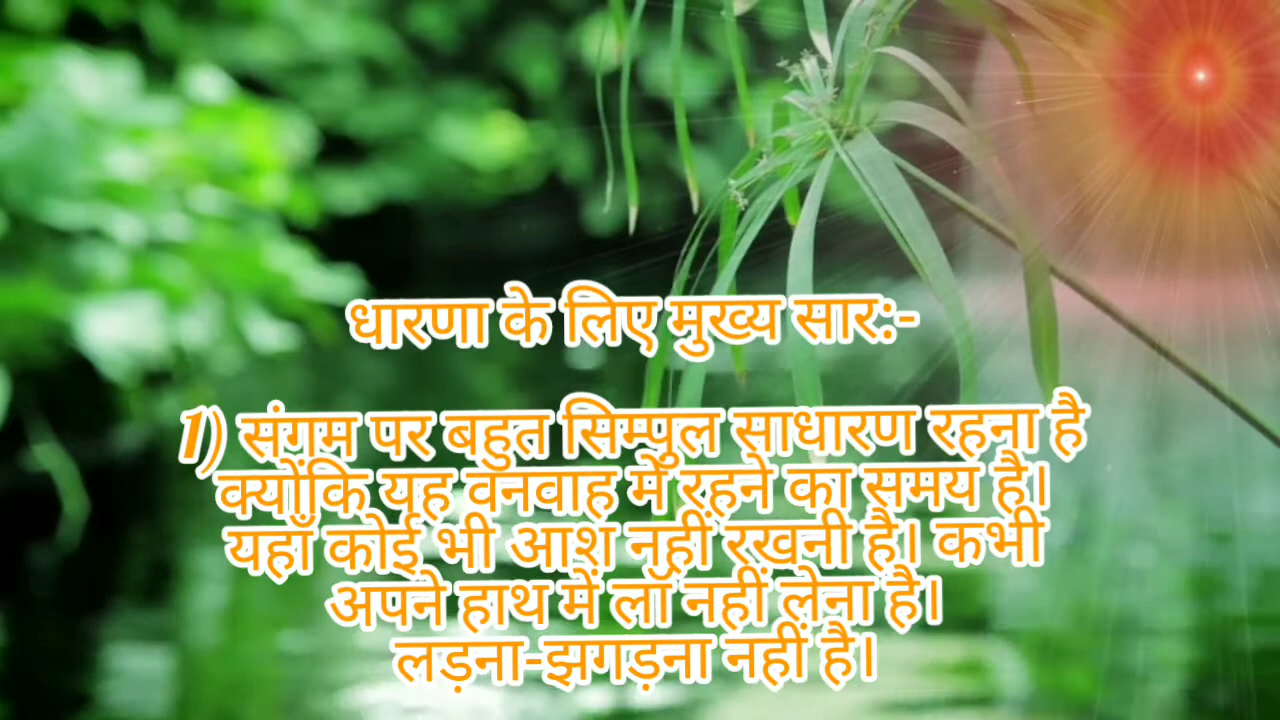 धारणा के लिए मुख्य सार:-
1) संगम पर बहुत सिम्पुल साधारण रहना है
क्योंकि यह वनवाह में रहने का समय है।
यहाँ कोई भी आश नहीं रखनी है। कभी
अपने हाथ में लॉ नहीं लेना है।
लड़ना-झगड़ना नहीं है।